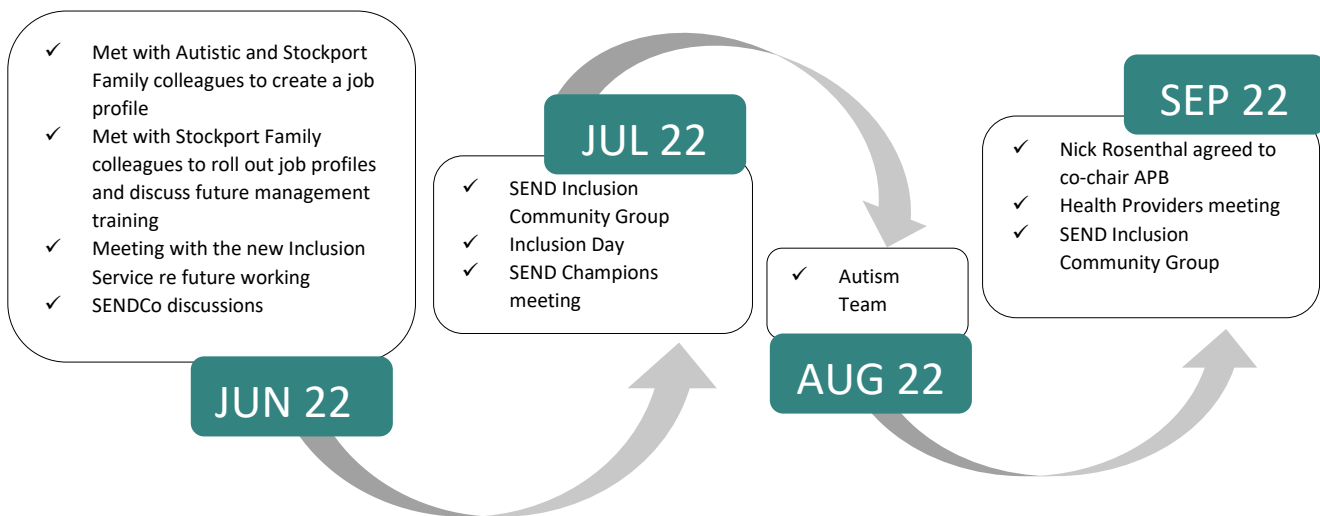 ✓ Met with Autistic and Stockport
Family colleagues to create a job
profile
✓ Met with Stockport Family
colleagues to roll out job profiles
and discuss future management
training
✓ Meeting with the new Inclusion
Service re future working
✓ SENDCo discussions
JUN 22
JUL 22
✓ SEND Inclusion
Community Group
✓ Inclusion Day
✓ SEND Champions
meeting
✓ Autism
Team
AUG 22
SEP 22
✓ Nick Rosenthal agreed to
co-chair APB
✓ Health Providers meeting
✓ SEND Inclusion
Community Group